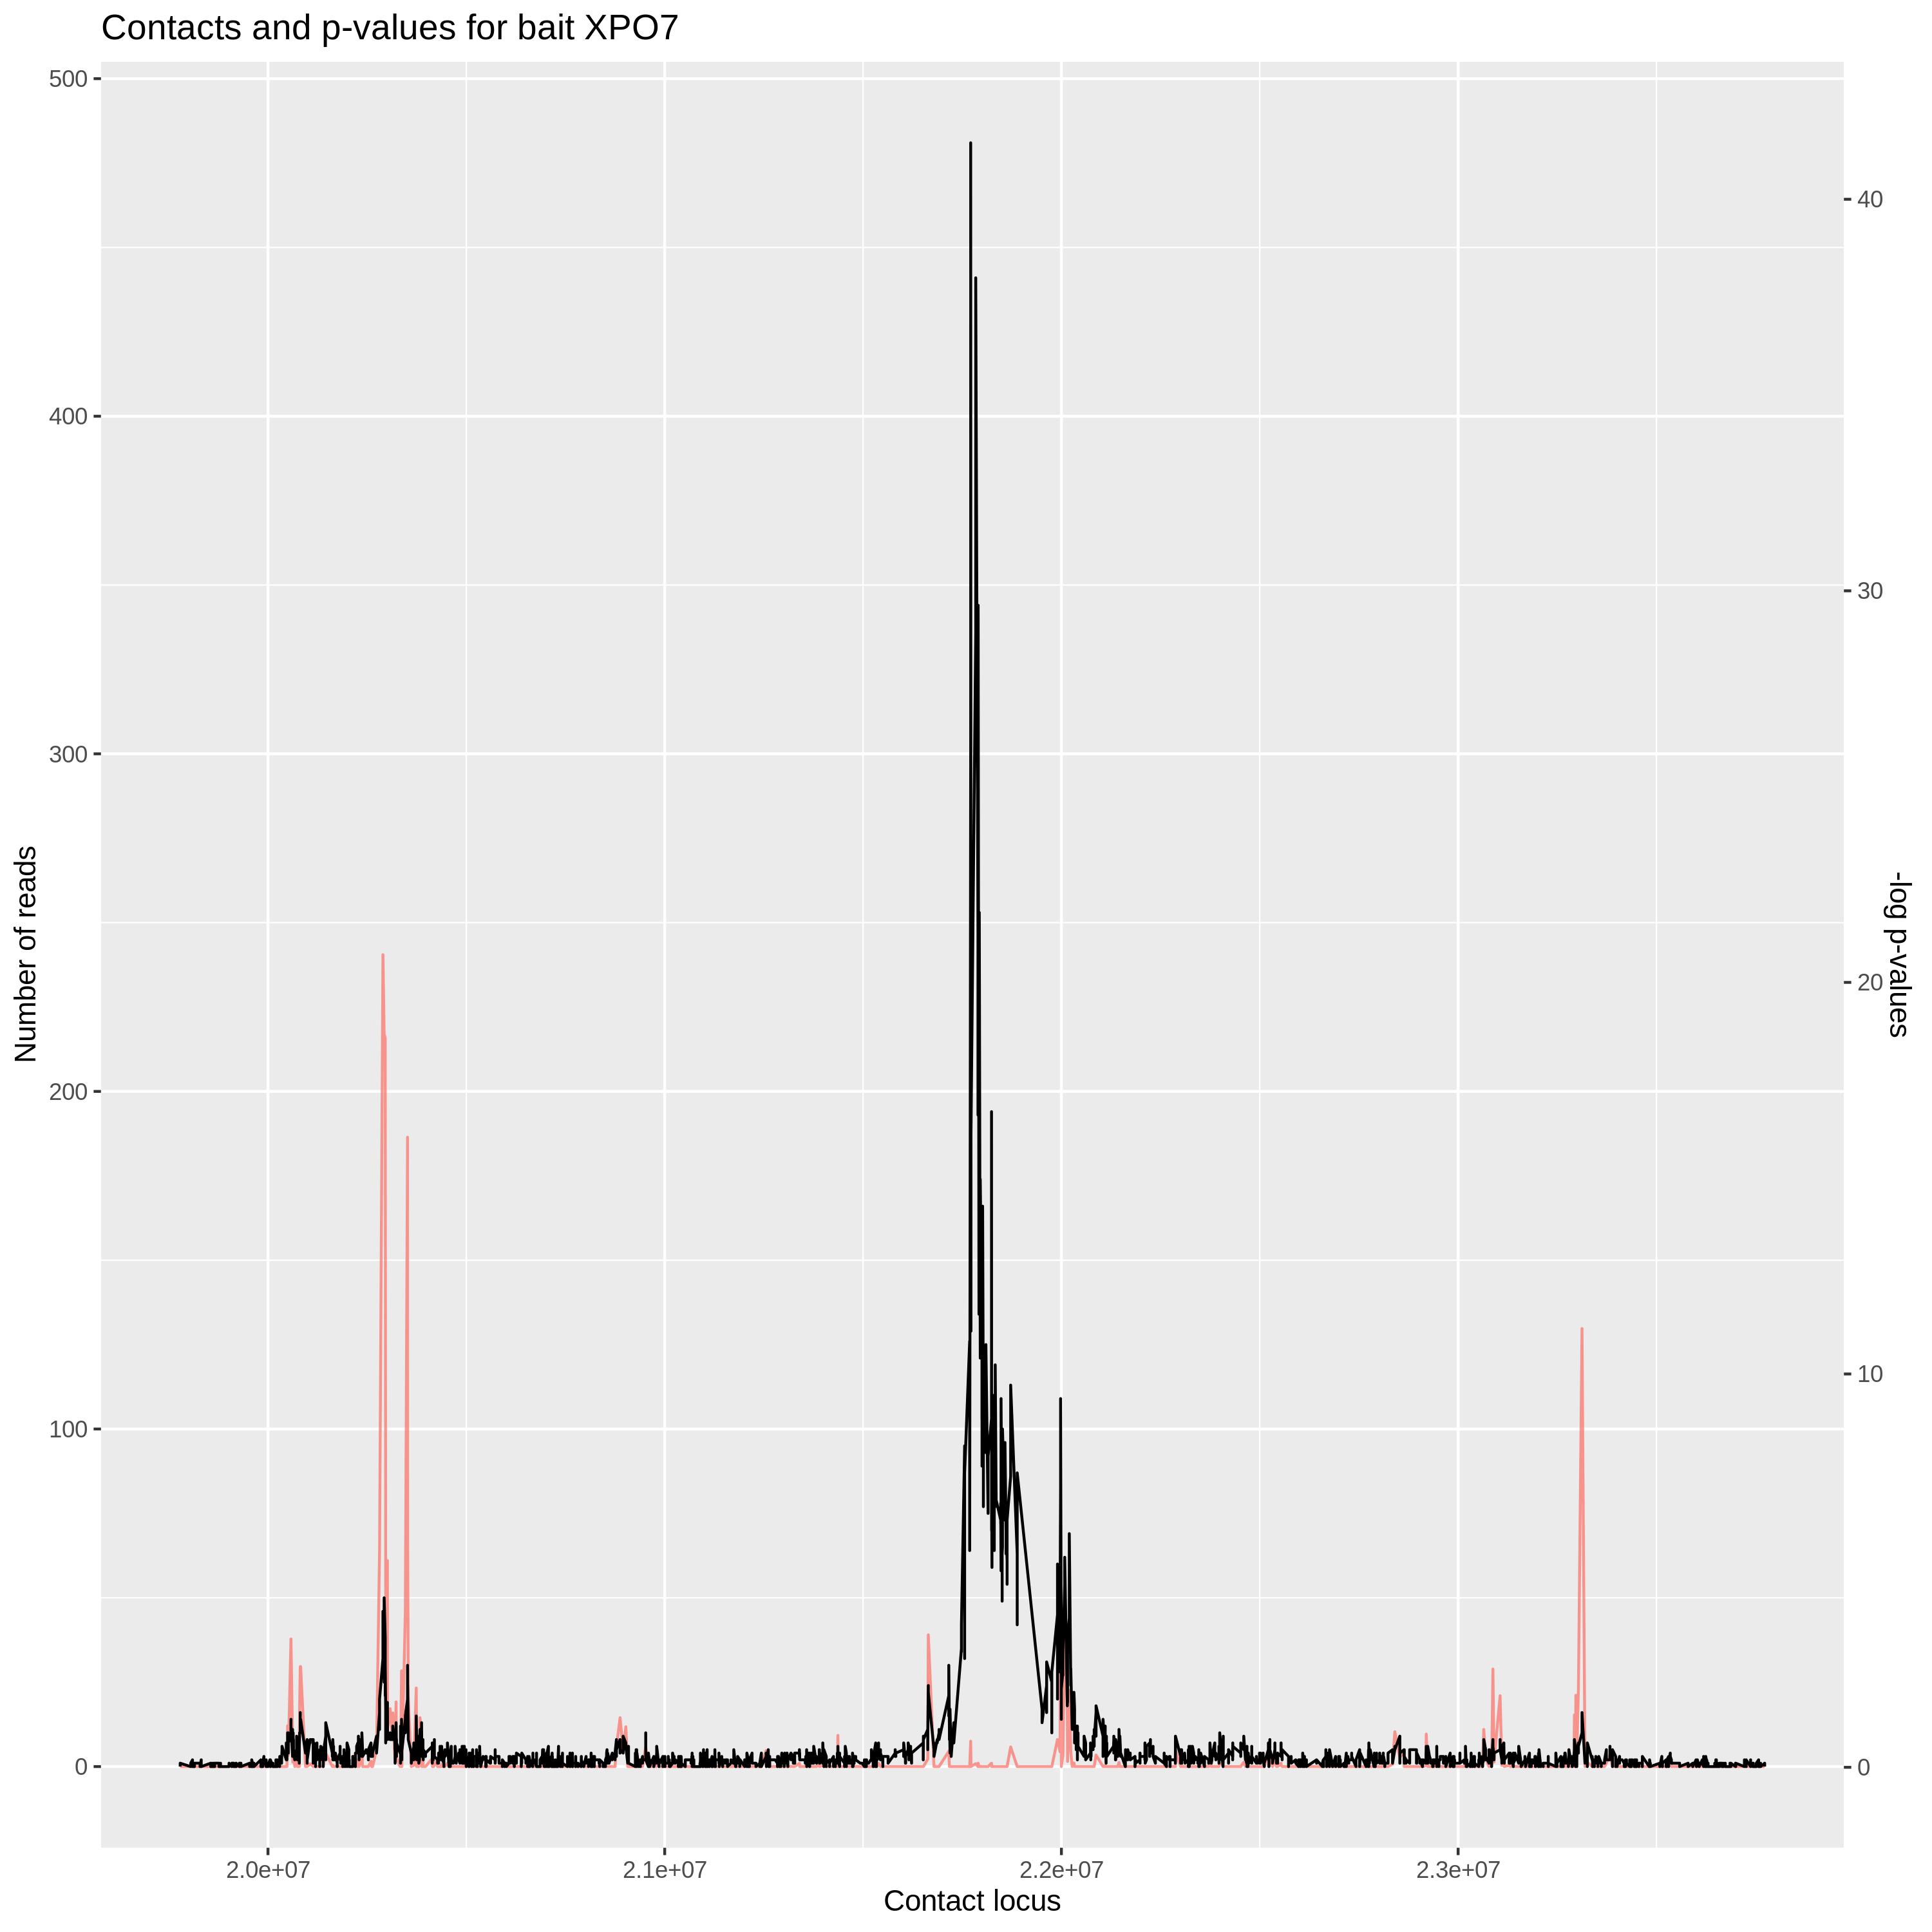 Contacts and p-values for bait XPO7
500
400
300
200
100
0
Number of reads
40
30
20
10
0
-log p-values
2.0e+07
2.1e+07
2.2e+07
2.3e+07
Contact locus